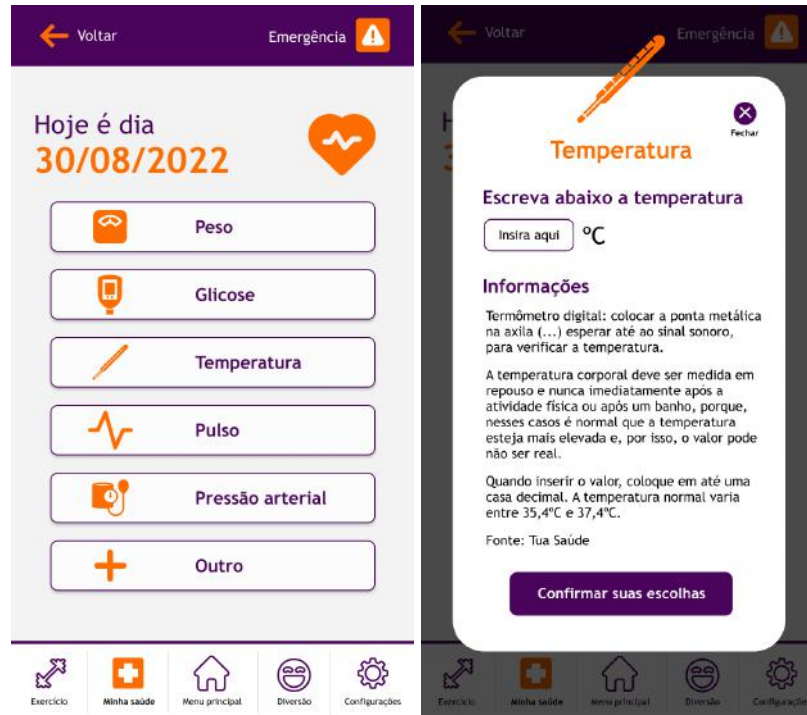 Voltar
Emergência
Hoje é dia
30/08/2022
Peso
Glicose
Temperatura
Pulso
Pressão arterial
Outro
Exercício
Minha saúde
Menu principal
Diversão
Configurações
Voltar
Emergência
H
3
Fechar
Temperatura
Escreva abaixo a temperatura
Insira aqui
ºC
Informações
Termômetro digital: colocar a ponta metálica
na axila (...) esperar até ao sinal sonoro,
para verificar a temperatura.
A temperatura corporal deve ser medida em
repouso e nunca imediatamente após a
atividade física ou após um banho, porque,
nesses casos é normal que a temperatura
esteja mais elevada e, por isso, o valor pode
não ser real.
Quando inserir o valor, coloque em até uma
casa decimal. A temperatura normal varia
entre 35,4ºC e 37,4ºC.
Fonte: Tua Saúde
Confirmar suas escolhas
Exercício
Minha saúde
Menu principal
Diversão
Configuraçõe